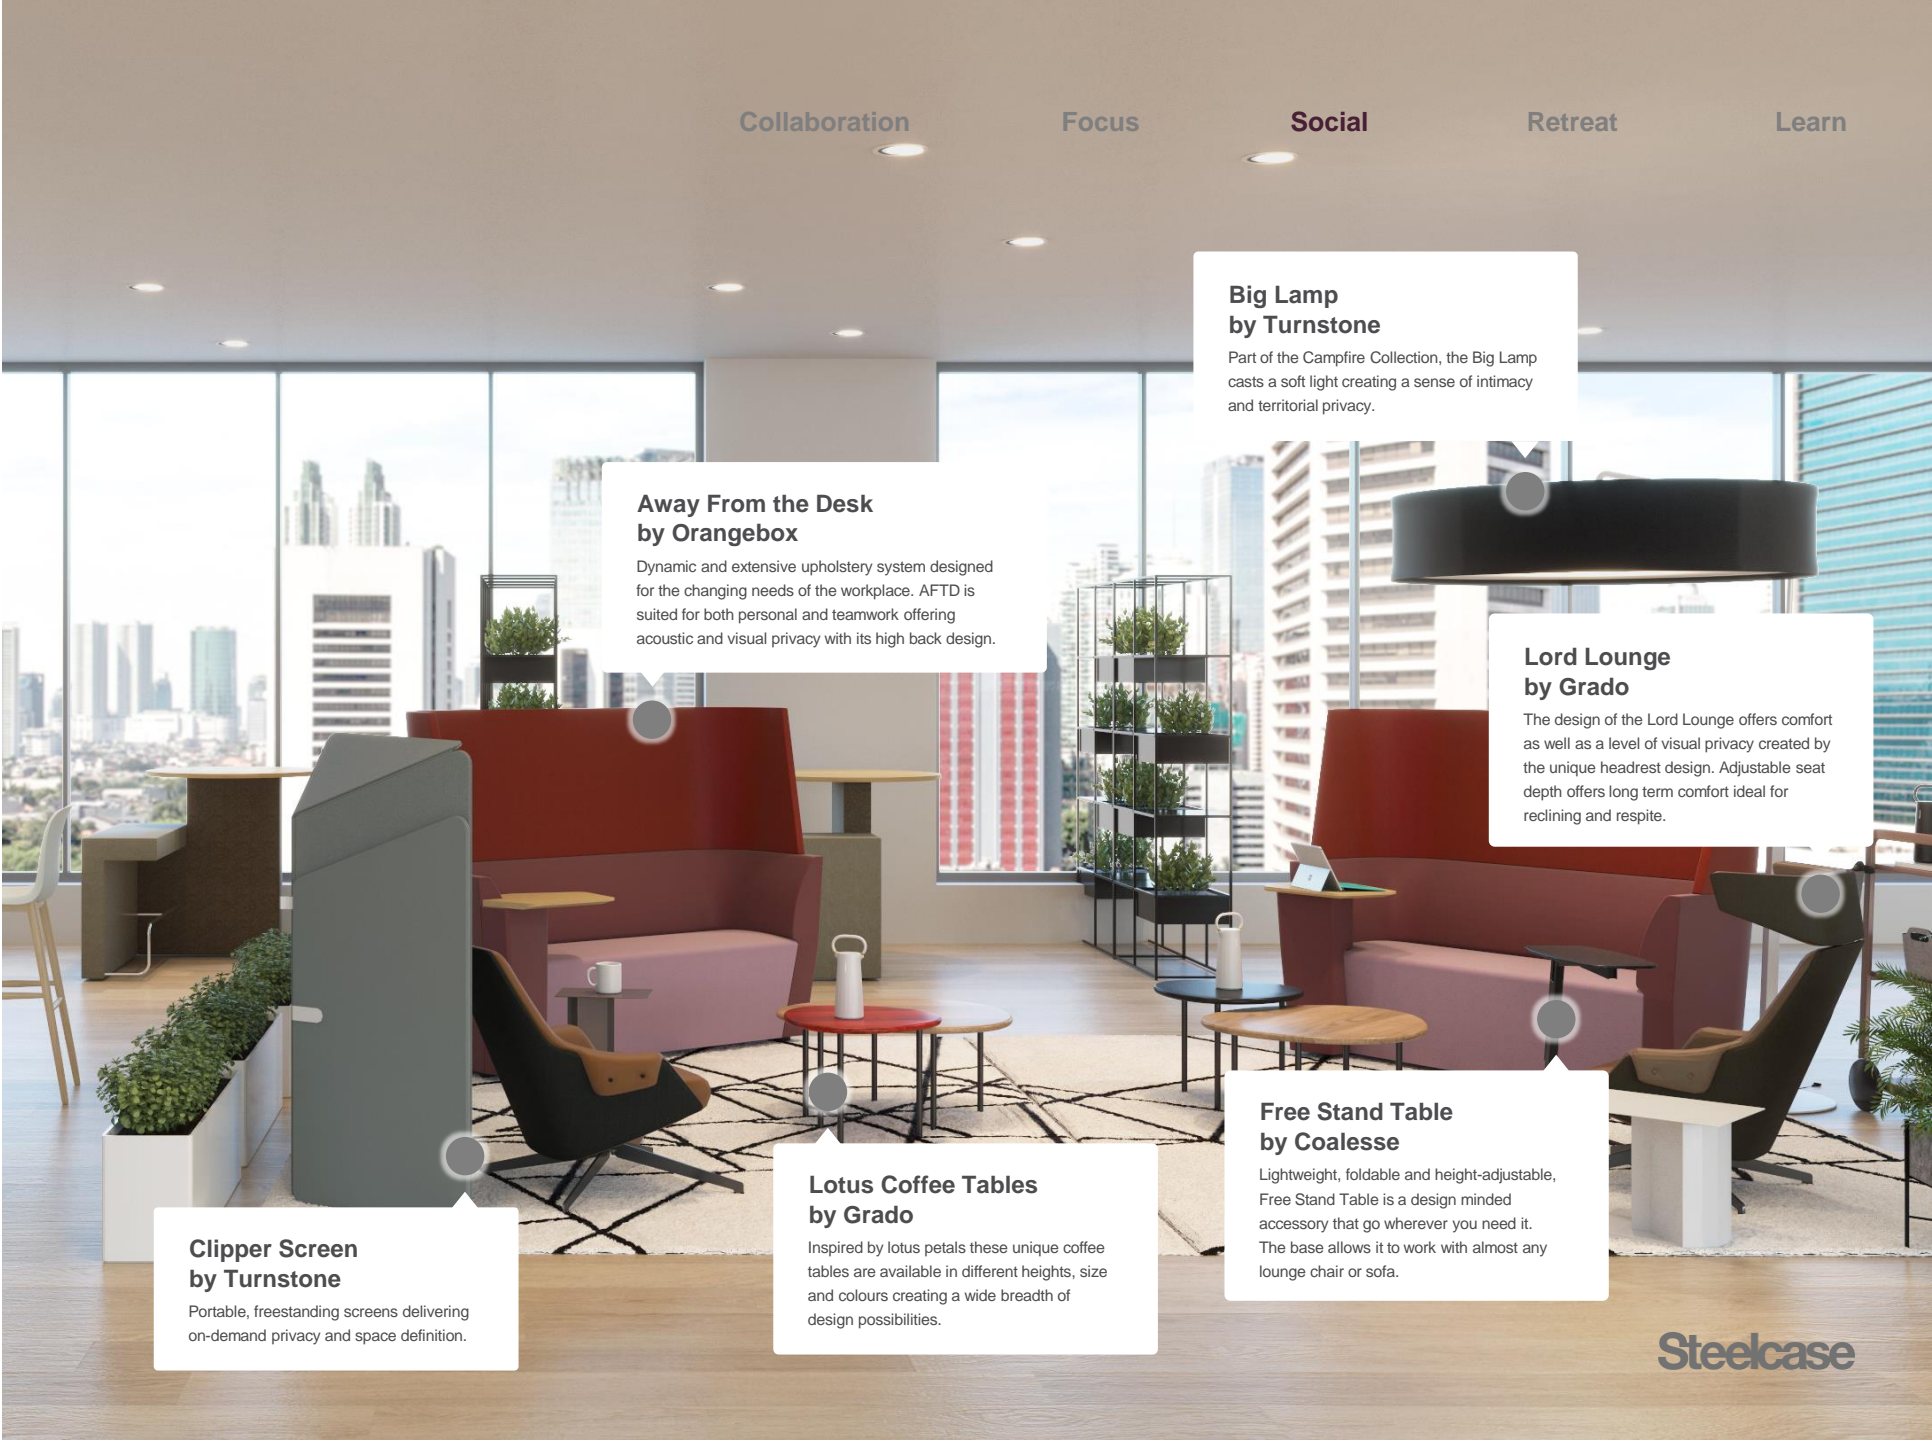 Collaboration
Focus
Social
Retreat
Learn
Big Lamp
by Turnstone
Part of the Campfire Collection, the Big Lamp
casts a soft light creating a sense of intimacy
and territorial privacy.
Away From the Desk
by Orangebox
Dynamic and extensive upholstery system designed
for the changing needs of the workplace. AFTD is
suited for both personal and teamwork offering
acoustic and visual privacy with its high back design.
Lord Lounge
by Grado
The design of the Lord Lounge offers comfort
as well as a level of visual privacy created by
the unique headrest design. Adjustable seat
depth offers long term comfort ideal for
reclining and respite.
Free Stand Table
by Coalesse
Lightweight, foldable and height-adjustable,
Free Stand Table is a design minded
accessory that go wherever you need it.
The base allows it to work with almost any
lounge chair or sofa.
Lotus Coffee Tables
by Grado
Inspired by lotus petals these unique coffee
tables are available in different heights, size
and colours creating a wide breadth of
design possibilities.
Clipper Screen
by Turnstone
Portable, freestanding screens delivering
on-demand privacy and space definition.
Steelcase